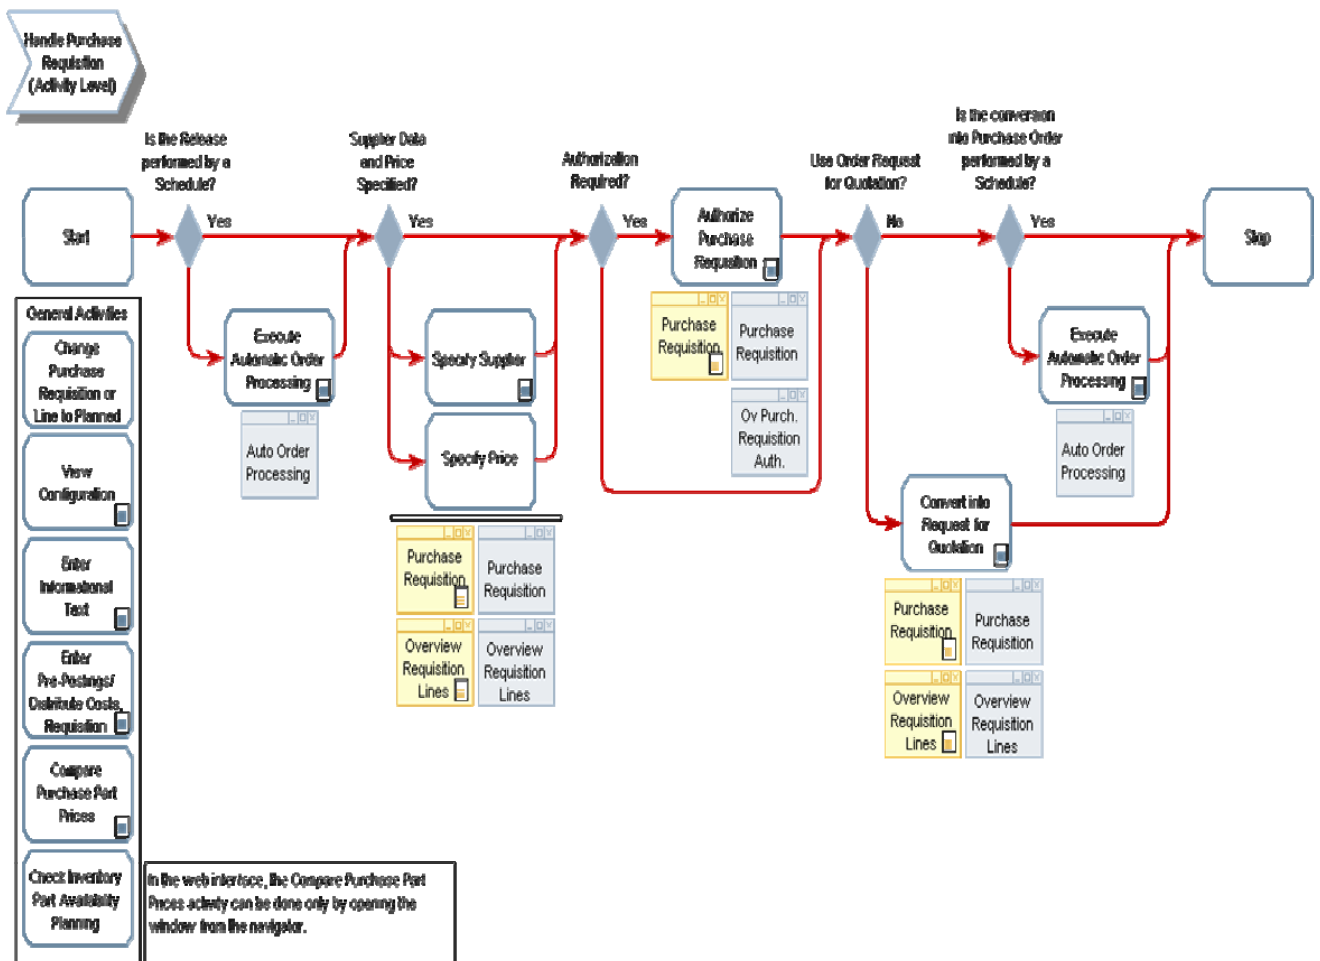 Handle Purchase
Requisition
(Activity Level)
Is the Release
performed by a
Schedule?
Supplier Data
and Price
Specified?
Authorization
Required?
Use Order Request
for Quotation?
Is the conversion
into Purchase Order
performed by a
Schedule?
Start
Yes
Yes
Yes
Authorize
Purchase
Requisition
No
Yes
Stop
Execute
Automatic Order
Processing
Auto Order
Processing
Specify Supplier
Specify Price
Purchase
Requisition
Purchase
Requisition
Overview
Requisition
Lines
Overview
Requisition
Lines
Purchase
Requisition
Purchase
Requisition
Ov Purch.
Requisition
Auth.
Execute
Automatic Order
Processing
Auto Order
Processing
Convert into
Request for
Quotation
Purchase
Requisition
Purchase
Requisition
Overview
Requisition
Lines
Overview
Requisition
Lines
General Activities
Change
Purchase
Requisition or
Line to Planned
View
Configuration
Enter
Informational
Text
Enter
Pre-Postings/
Distribute Costs,
Requisition
Compare
Purchase Part
Prices
Check Inventory
Part Availability
Planning
In the web interface, the Compare Purchase Part
Prices activity can be done only by opening the
window from the navigator.